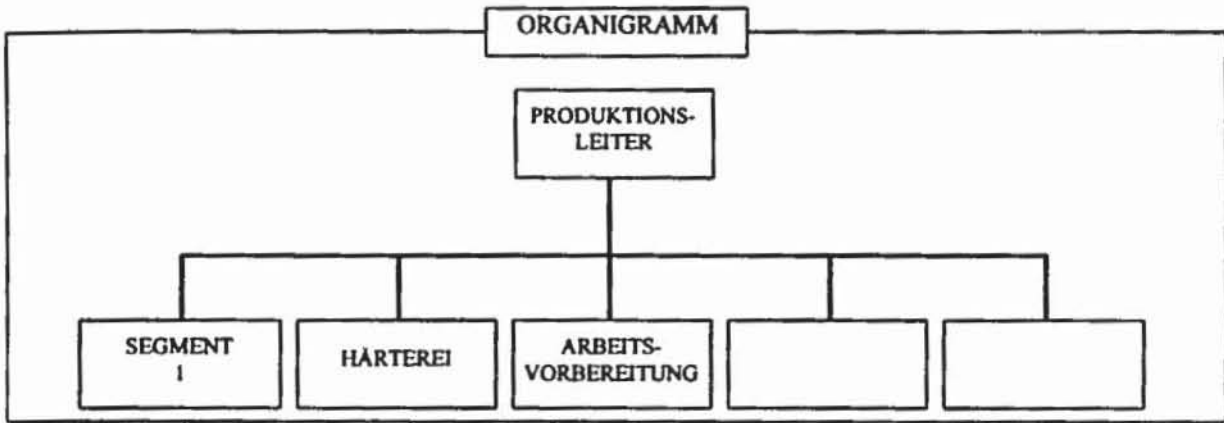 ORGANIGRAMM
PRODUKTIONS-
LEITER
SEGMENT
1
HÄRTEREI
ARBEITS-
VORBEREITUNG